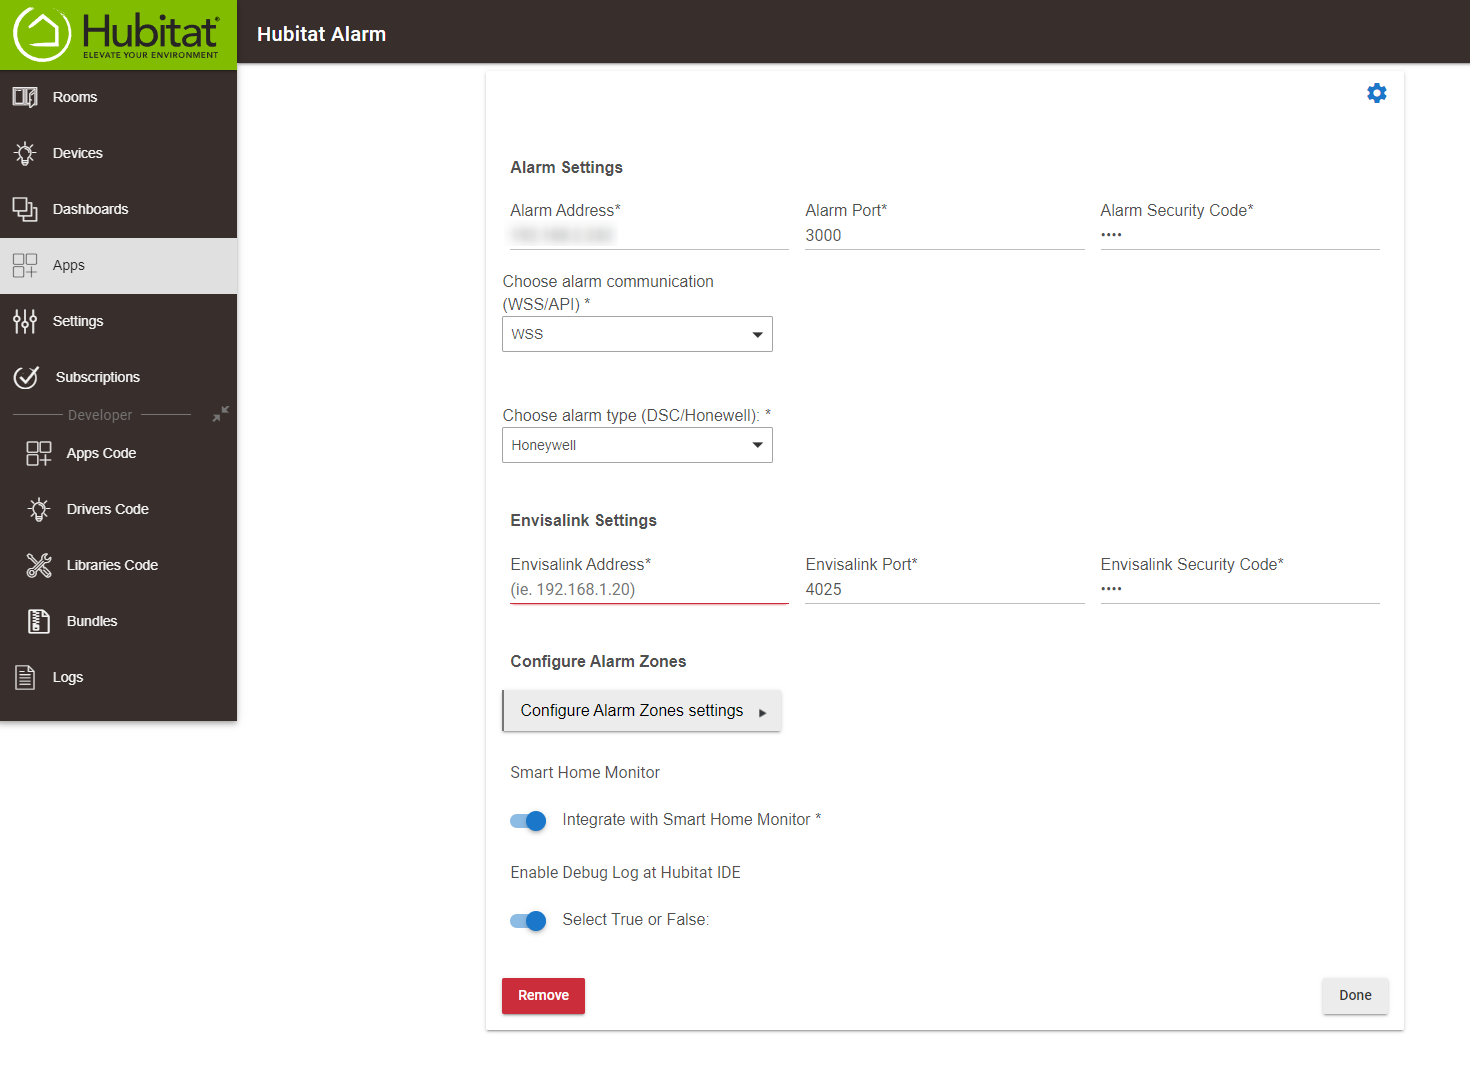 Hubitat®
ELEVATE YOUR ENVIRONMENT
Hubitat Alarm
Rooms
Devices
Dashboards
Apps
Settings
Subscriptions
Developer
Apps Code
Drivers Code
Libraries Code
Bundles
Logs
Alarm Settings
Alarm Address* Alarm Port* Alarm Security Code*
3000 ••••
Choose alarm communication
(WSS/API) *
WSS
Choose alarm type (DSC/Honewell): *
Honeywell
Envisalink Settings
Envisalink Address* Envisalink Port* Envisalink Security Code*
(ie. 192.168.1.20) 4025 ••••
Configure Alarm Zones
Configure Alarm Zones settings ▸
Smart Home Monitor
Integrate with Smart Home Monitor *
Enable Debug Log at Hubitat IDE
Select True or False:
Remove Done